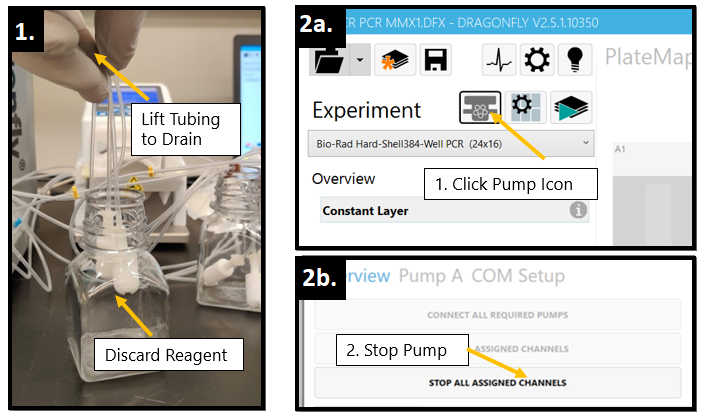 1.
Lift Tubing
to Drain
Discard Reagent
2a.
CR PCR MMX1.DFX - DRAGONFLY V2.5.1.10350
PlateMap
Experiment
Bio-Rad Hard-Shell384-Well PCR (24x16)
A1
Overview
1. Click Pump Icon
Constant Layer
2b.
erview Pump A COM Setup
CONNECT ALL REQUIRED PUMPS
2. Stop Pump
ASSIGNED CHANNELS
STOP ALL ASSIGNED CHANNELS